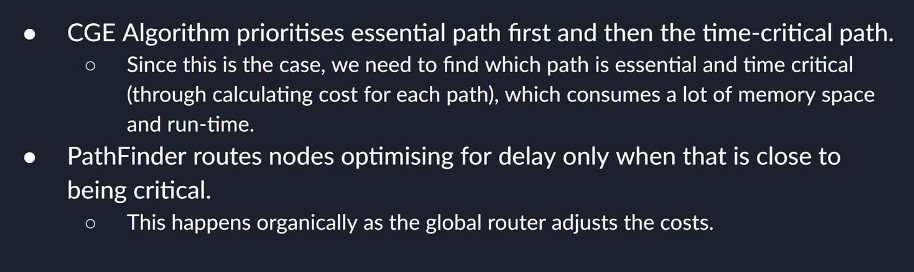 ● CGE Algorithm prioritises essential path first and then the time-critical path.
○ Since this is the case, we need to find which path is essential and time critical
(through calculating cost for each path), which consumes a lot of memory space
and run-time.
● PathFinder routes nodes optimising for delay only when that is close to
being critical.
○ This happens organically as the global router adjusts the costs.